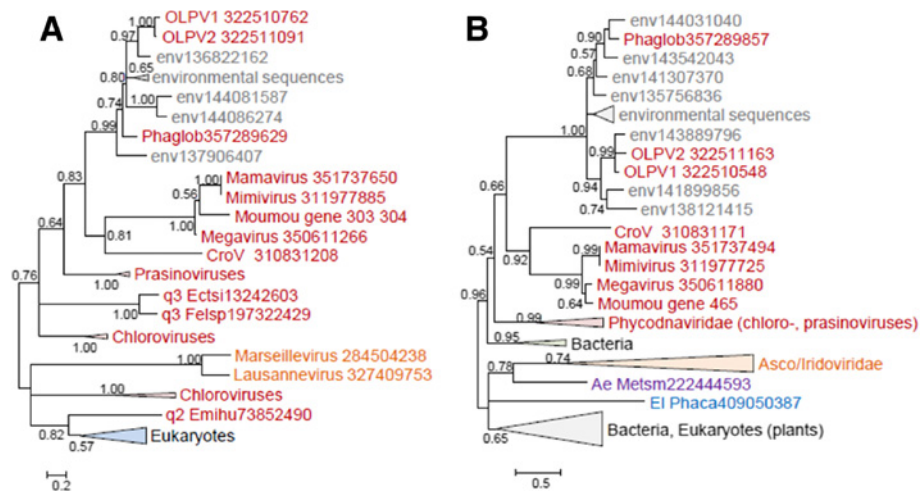 A
1.00
OLPV1 322510762
0.97
OLPV2 322511091
env136822162
0.65
0.80
environmental sequences
1.00
env144081587
0.74
env144086274
0.99
Phaglob357289629
env137906407
0.83
Mamavirus 351737650
0.56
Mimivirus 311977885
Moumou gene 303 304
0.64
1.00
Megavirus 350611266
0.81
CroV 310831208
0.76
Prasinoviruses
1.00
q3 Ectsi13242603
1.00
q3 Felsp197322429
Chloroviruses
1.00
1.00
Marseillevirus 284504238
Lausannevirus 327409753
1.00
Chloroviruses
q2 Emihu73852490
0.82
Eukaryotes
0.57
0.2
B
env144031040
0.90
Phaglob357289857
0.57
env143542043
0.68
env141307370
env135756836
environmental sequences
1.00
env143889796
0.99
OLPV2 322511163
OLPV1 322510548
0.66
0.94
env141899856
0.74
env138121415
CroV 310831171
0.99
Mamavirus 351737494
0.54
0.92
Mimivirus 311977725
0.99
Megavirus 350611880
0.96
0.64
Moumou gene 465
0.99
Phycodnaviridae (chloro-, prasinoviruses)
0.95
Bacteria
0.74
0.78
Asco/Iridoviridae
Ae Metsm222444593
El Phaca409050387
0.65
Bacteria, Eukaryotes (plants)
0.5